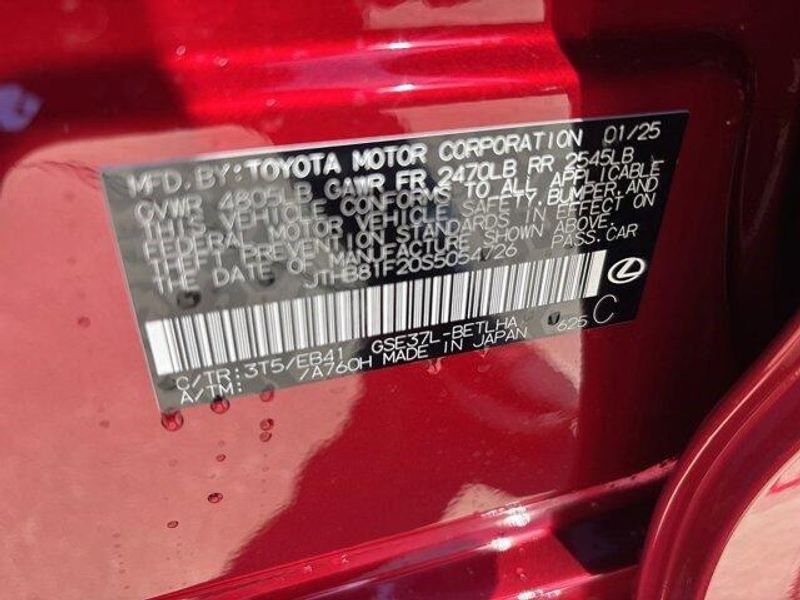 MFD. BY: TOYOTA MOTOR CORPORATION 01/25
GVWR 4805LB GAWR FR 2470LB RR 2545LB
THIS VEHICLE CONFORMS TO ALL APPLICABLE
FEDERAL MOTOR VEHICLE SAFETY, BUMPER, AND
THEFT PREVENTION STANDARDS IN EFFECT ON
THE DATE OF MANUFACTURE SHOWN ABOVE.
JTHB81F20S5054726 PASS. CAR
C/TR: 3T5/EB41 GSE37L-BETLHA 625 C
A/TM: /A760H MADE IN JAPAN